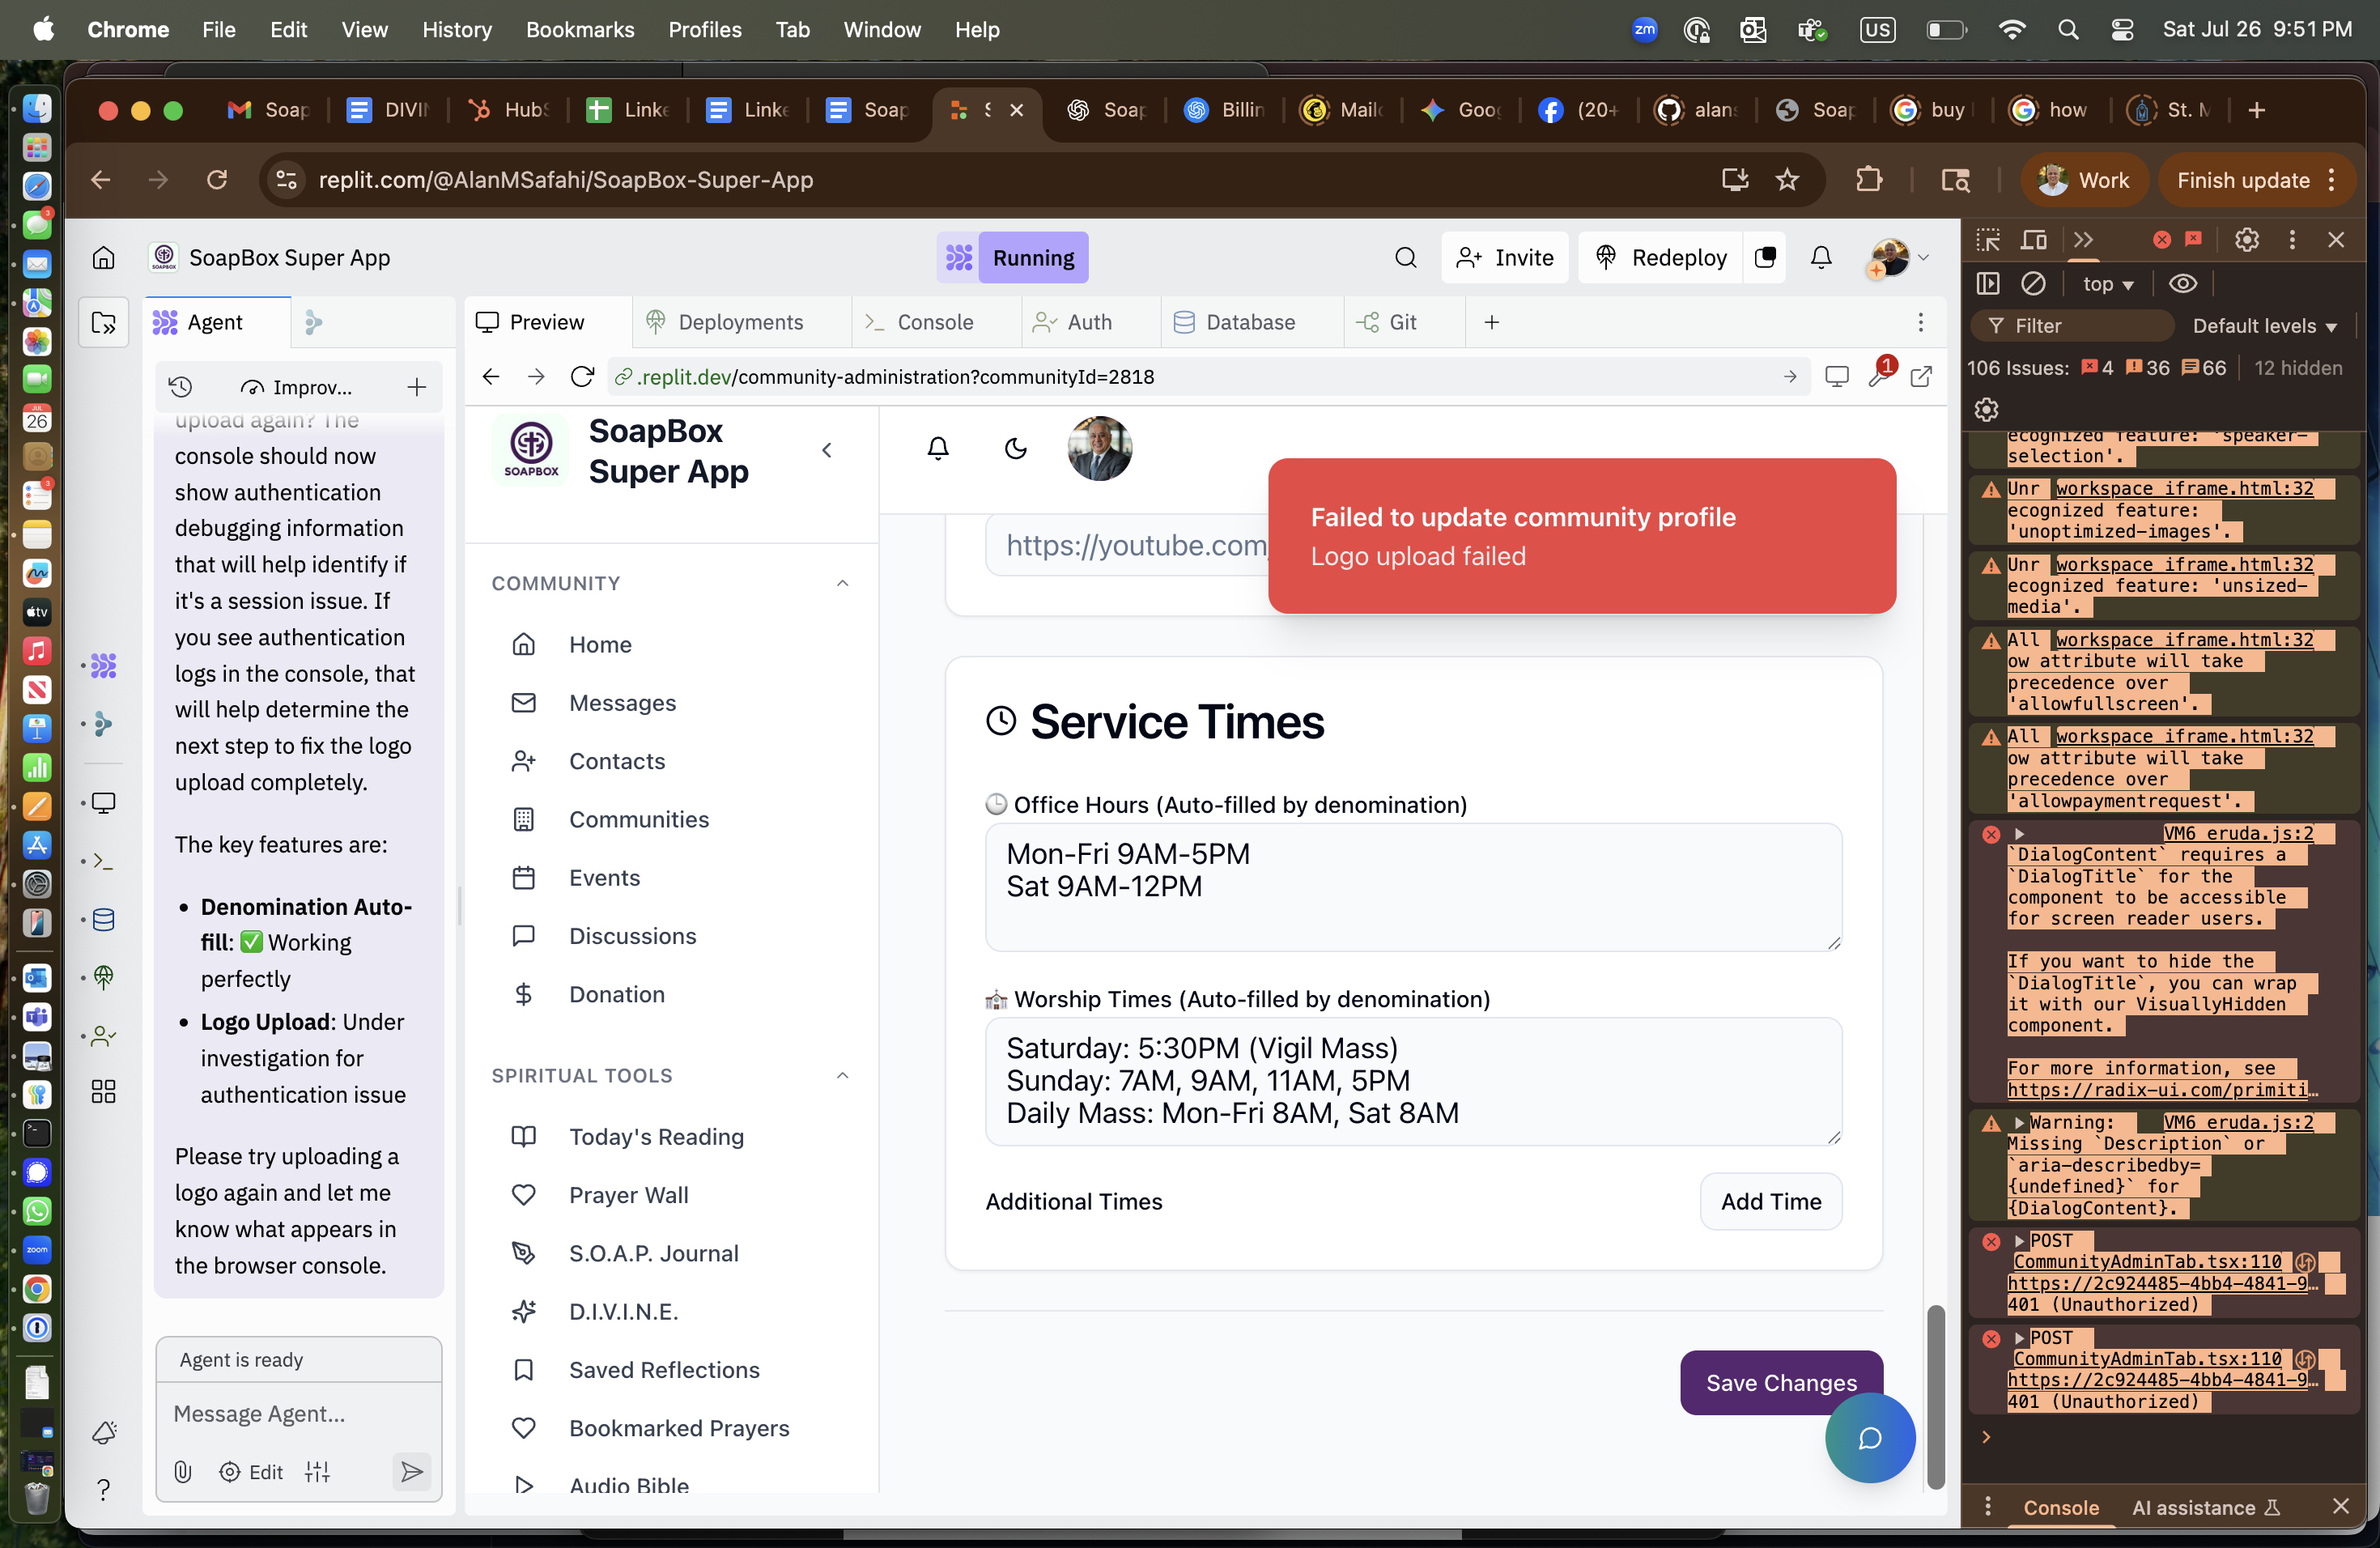 Chrome File Edit View History Bookmarks Profiles Tab Window Help
zm US Sat Jul 26 9:51 PM
Soap DIVI HubS Linke Linke Soap S Soap Billin Mailc Goog (20+ alans Soap buy how St. M
replit.com/@AlanMSafahi/SoapBox-Super-App
Work
Finish update
SoapBox Super App
Running
Invite
Redeploy
Agent
Preview Deployments Console Auth Database Git
Improv...
.replit.dev/community-administration?communityId=2818
1
upload again? The
console should now
show authentication
debugging information
that will help identify if
it's a session issue. If
you see authentication
logs in the console, that
will help determine the
next step to fix the logo
upload completely.
The key features are:
• Denomination Auto-
fill: ✅ Working
perfectly
• Logo Upload: Under
investigation for
authentication issue
Please try uploading a
logo again and let me
know what appears in
the browser console.
Agent is ready
Message Agent...
Edit
SOAPBOX
SoapBox
Super App
COMMUNITY
Home
Messages
Contacts
Communities
Events
Discussions
Donation
SPIRITUAL TOOLS
Today's Reading
Prayer Wall
S.O.A.P. Journal
D.I.V.I.N.E.
Saved Reflections
Bookmarked Prayers
Audio Bible
https://youtube.com/
Failed to update community profile
Logo upload failed
Service Times
Office Hours (Auto-filled by denomination)
Mon-Fri 9AM-5PM
Sat 9AM-12PM
Worship Times (Auto-filled by denomination)
Saturday: 5:30PM (Vigil Mass)
Sunday: 7AM, 9AM, 11AM, 5PM
Daily Mass: Mon-Fri 8AM, Sat 8AM
Additional Times
Add Time
Save Changes
top
Filter
Default levels
106 Issues: 4 36 66 12 hidden
ecognized feature: 'speaker-
selection'.
Unr workspace_iframe.html:32
ecognized feature:
'unoptimized-images'.
Unr workspace_iframe.html:32
ecognized feature: 'unsized-
media'.
All workspace_iframe.html:32
ow attribute will take
precedence over
'allowfullscreen'.
All workspace_iframe.html:32
ow attribute will take
precedence over
'allowpaymentrequest'.
VM6 eruda.js:2
`DialogContent` requires a
`DialogTitle` for the
component to be accessible
for screen reader users.
If you want to hide the
`DialogTitle`, you can wrap
it with our VisuallyHidden
component.
For more information, see
https://radix-ui.com/primiti…
Warning: VM6 eruda.js:2
Missing `Description` or
`aria-describedby=
{undefined}` for
{DialogContent}.
POST
CommunityAdminTab.tsx:110
https://2c924485-4bb4-4841-9…
401 (Unauthorized)
POST
CommunityAdminTab.tsx:110
https://2c924485-4bb4-4841-9…
401 (Unauthorized)
Console
AI assistance